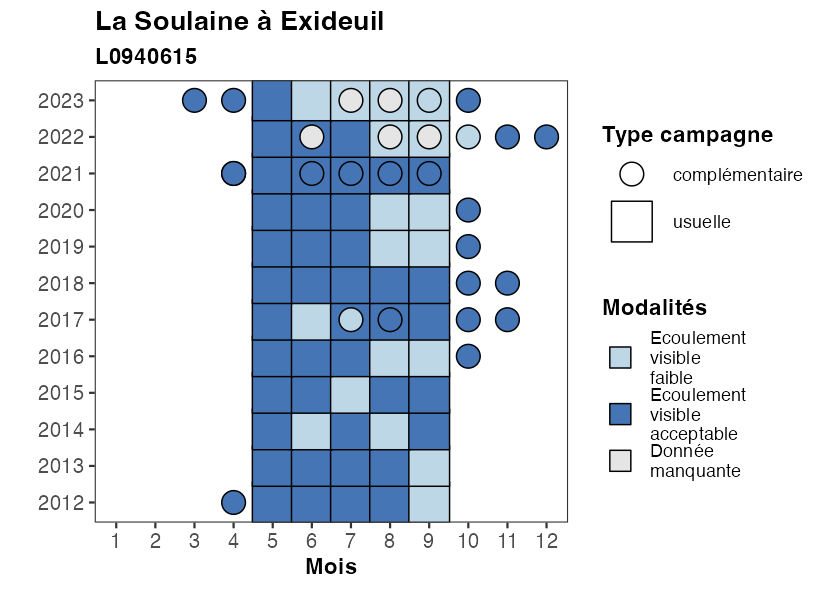 La Soulaine à Exideuil
L0940615
2023
2022
2021
2020
2019
2018
2017
2016
2015
2014
2013
2012
1 2 3 4 5 6 7 8 9 10 11 12
Mois
Type campagne
complémentaire
usuelle
Modalités
Ecoulement
visible
faible
Ecoulement
visible
acceptable
Donnée
manquante